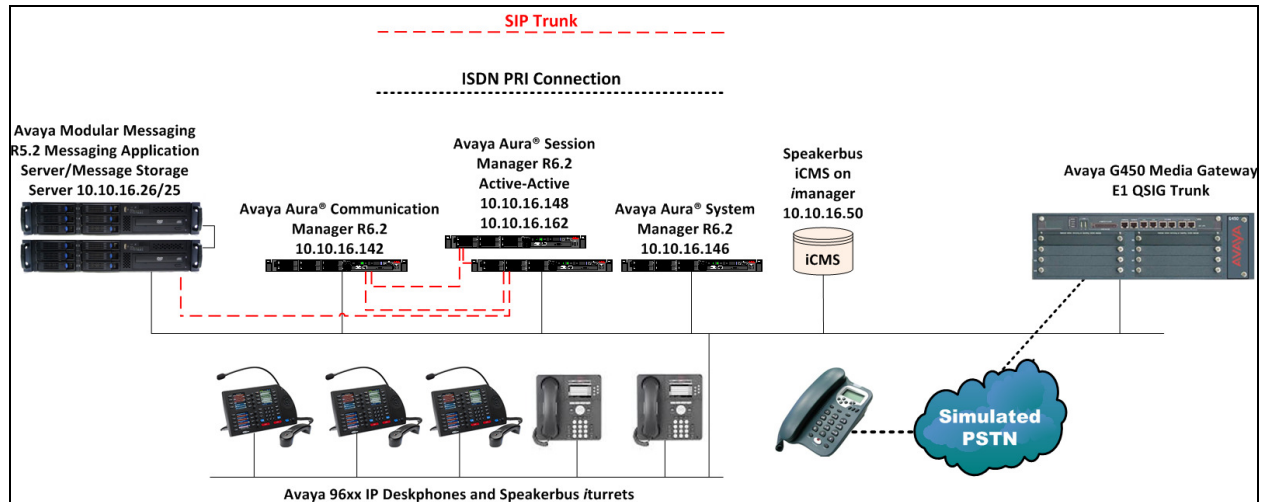 SIP Trunk
ISDN PRI Connection
Avaya Modular Messaging
R5.2 Messaging Application
Server/Message Storage
Server 10.10.16.26/25
Avaya Aura® Communication
Manager R6.2
10.10.16.142
Avaya Aura® Session
Manager R6.2
Active-Active
10.10.16.148
10.10.16.162
Avaya Aura® System
Manager R6.2
10.10.16.146
Speakerbus
iCMS on
imanager
10.10.16.50
iCMS
Avaya G450 Media Gateway
E1 QSIG Trunk
AVAYA
Simulated
PSTN
Avaya 96xx IP Deskphones and Speakerbus iturrets